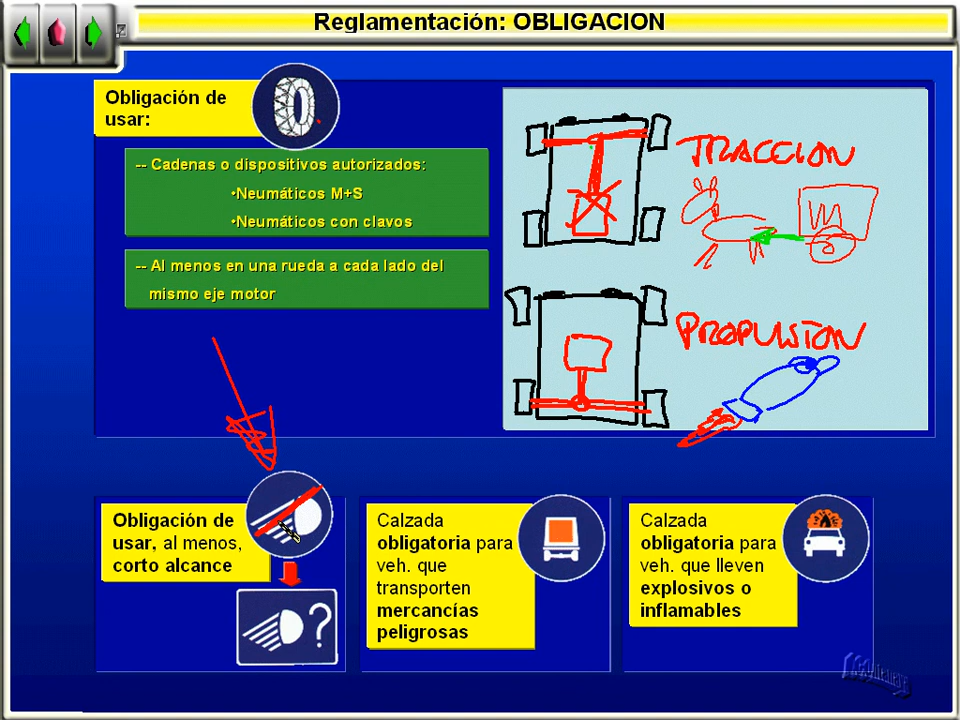 Reglamentación: OBLIGACION
Obligación de
usar:
-- Cadenas o dispositivos autorizados:
•Neumáticos M+S
•Neumáticos con clavos
-- Al menos en una rueda a cada lado del
mismo eje motor
TRACCION
PROPULSION
Obligación de
usar, al menos,
corto alcance
?
Calzada
obligatoria para
veh. que
transporten
mercancías
peligrosas
Calzada
obligatoria para
veh. que lleven
explosivos o
inflamables